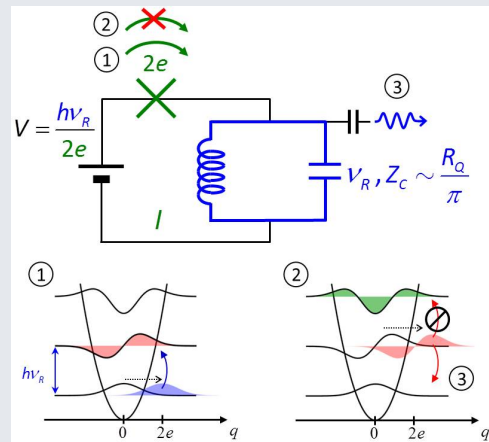 ②
① 2e
③
V = hν_R / 2e
ν_R , Z_C ~ R_Q / π
I
①
hν_R
0 2e q
②
③
0 2e q